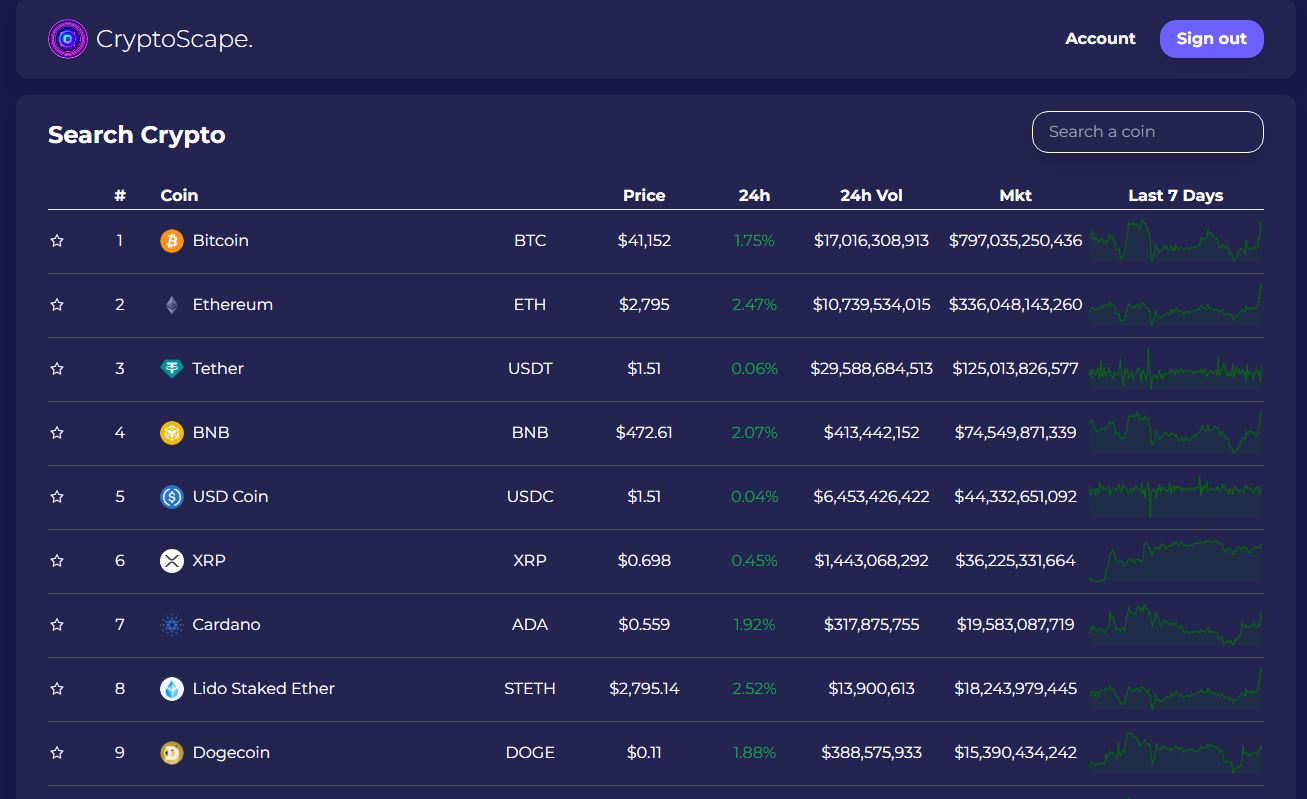 CryptoScape.
Account Sign out
Search Crypto
Search a coin
# Coin Price 24h 24h Vol Mkt Last 7 Days
1 Bitcoin BTC $41,152 1.75% $17,016,308,913 $797,035,250,436
2 Ethereum ETH $2,795 2.47% $10,739,534,015 $336,048,143,260
3 Tether USDT $1.51 0.06% $29,588,684,513 $125,013,826,577
4 BNB BNB $472.61 2.07% $413,442,152 $74,549,871,339
5 USD Coin USDC $1.51 0.04% $6,453,426,422 $44,332,651,092
6 XRP XRP $0.698 0.45% $1,443,068,292 $36,225,331,664
7 Cardano ADA $0.559 1.92% $317,875,755 $19,583,087,719
8 Lido Staked Ether STETH $2,795.14 2.52% $13,900,613 $18,243,979,445
9 Dogecoin DOGE $0.11 1.88% $388,575,933 $15,390,434,242